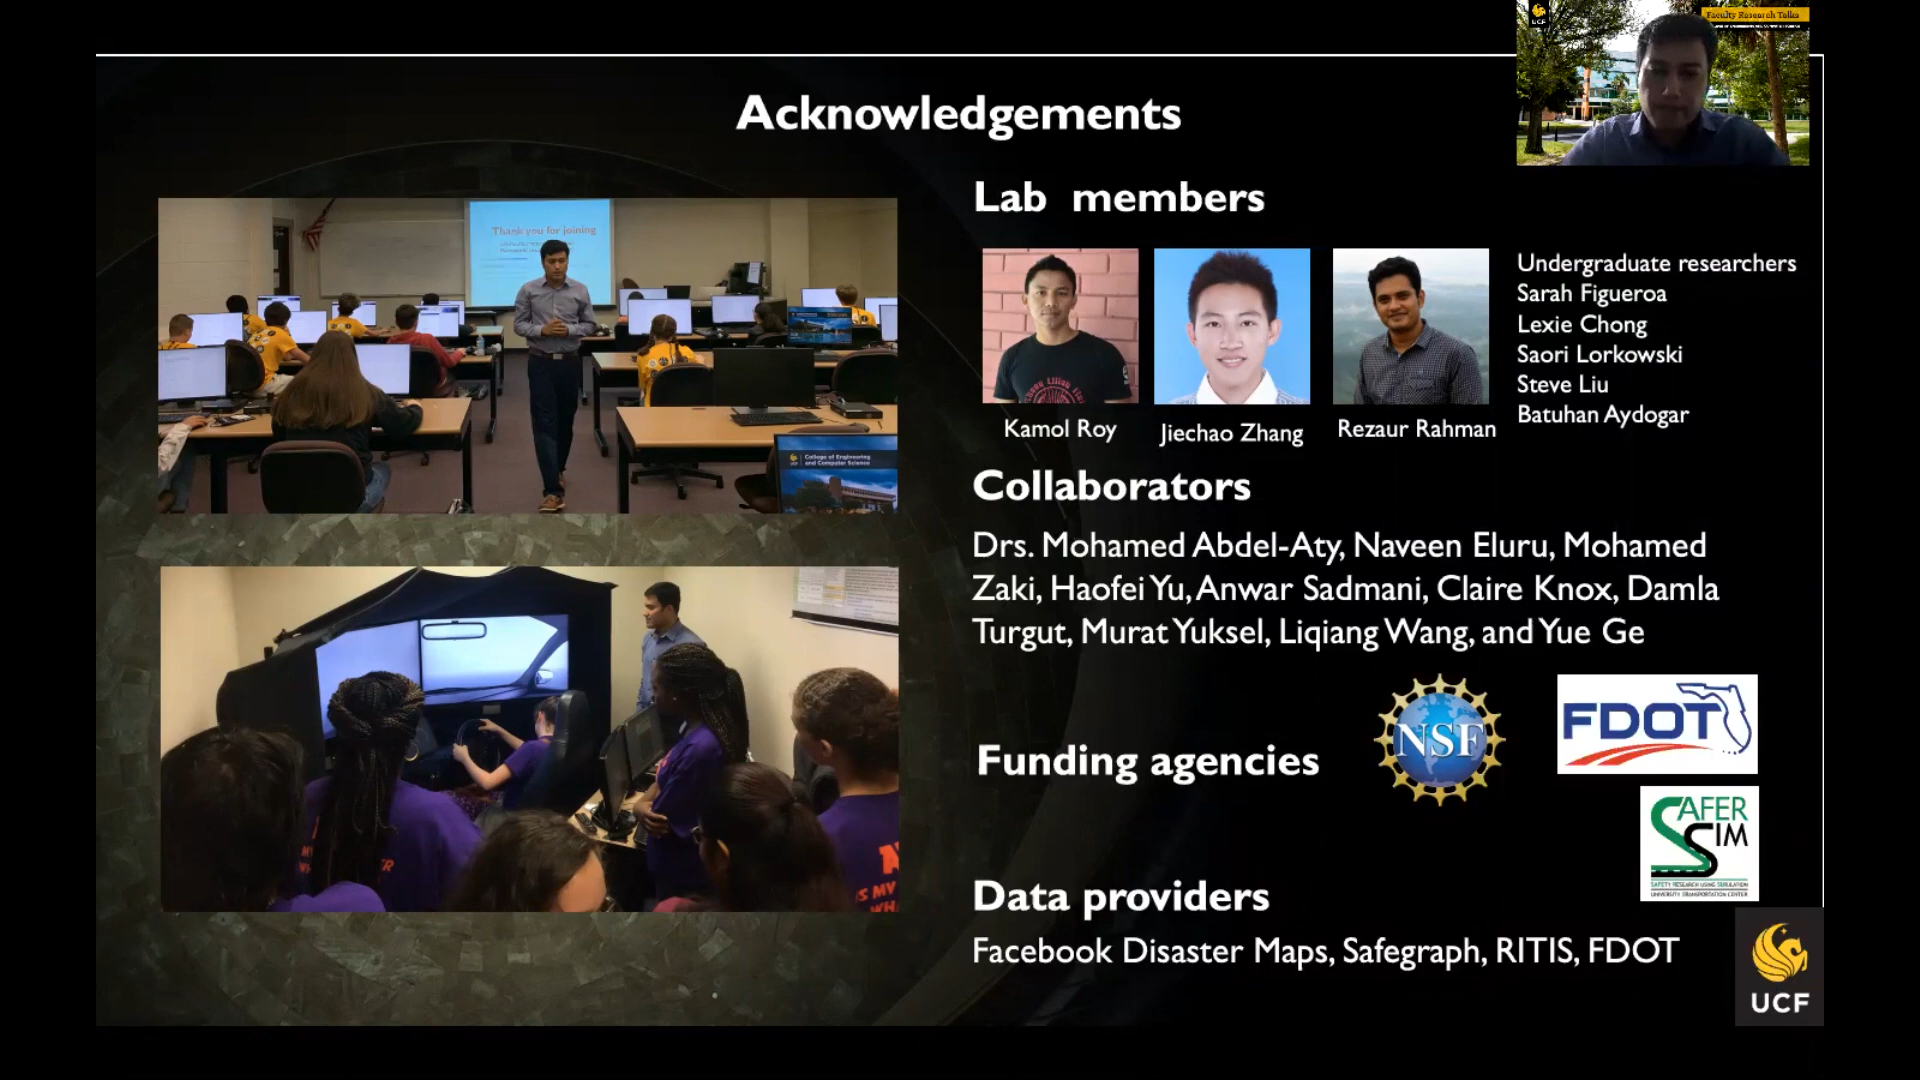 UCF
Faculty Research Talks
Acknowledgements
Thank you for joining
UCF
College of Engineering
and Computer Science
Lab members
Kamol Roy
Jiechao Zhang
Rezaur Rahman
Undergraduate researchers
Sarah Figueroa
Lexie Chong
Saori Lorkowski
Steve Liu
Batuhan Aydogar
Collaborators
Drs. Mohamed Abdel-Aty, Naveen Eluru, Mohamed
Zaki, Haofei Yu, Anwar Sadmani, Claire Knox, Damla
Turgut, Murat Yuksel, Liqiang Wang, and Yue Ge
Funding agencies
NSF
FDOT
SAFER
SIM
SAFETY RESEARCH USING SIMULATION
UNIVERSITY TRANSPORTATION CENTER
Data providers
Facebook Disaster Maps, Safegraph, RITIS, FDOT
UCF